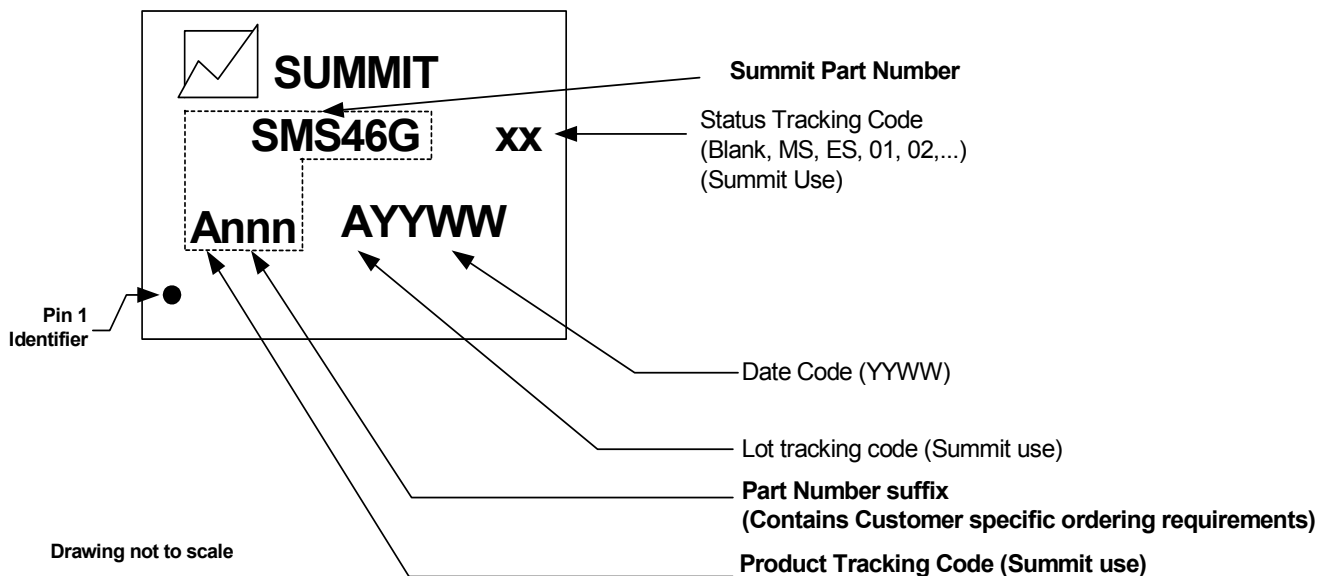 SUMMIT
Summit Part Number
SMS46G
xx
Status Tracking Code
(Blank, MS, ES, 01, 02,...)
(Summit Use)
Annn
AYYWW
Pin 1
Identifier
Date Code (YYWW)
Lot tracking code (Summit use)
Part Number suffix
(Contains Customer specific ordering requirements)
Drawing not to scale
Product Tracking Code (Summit use)